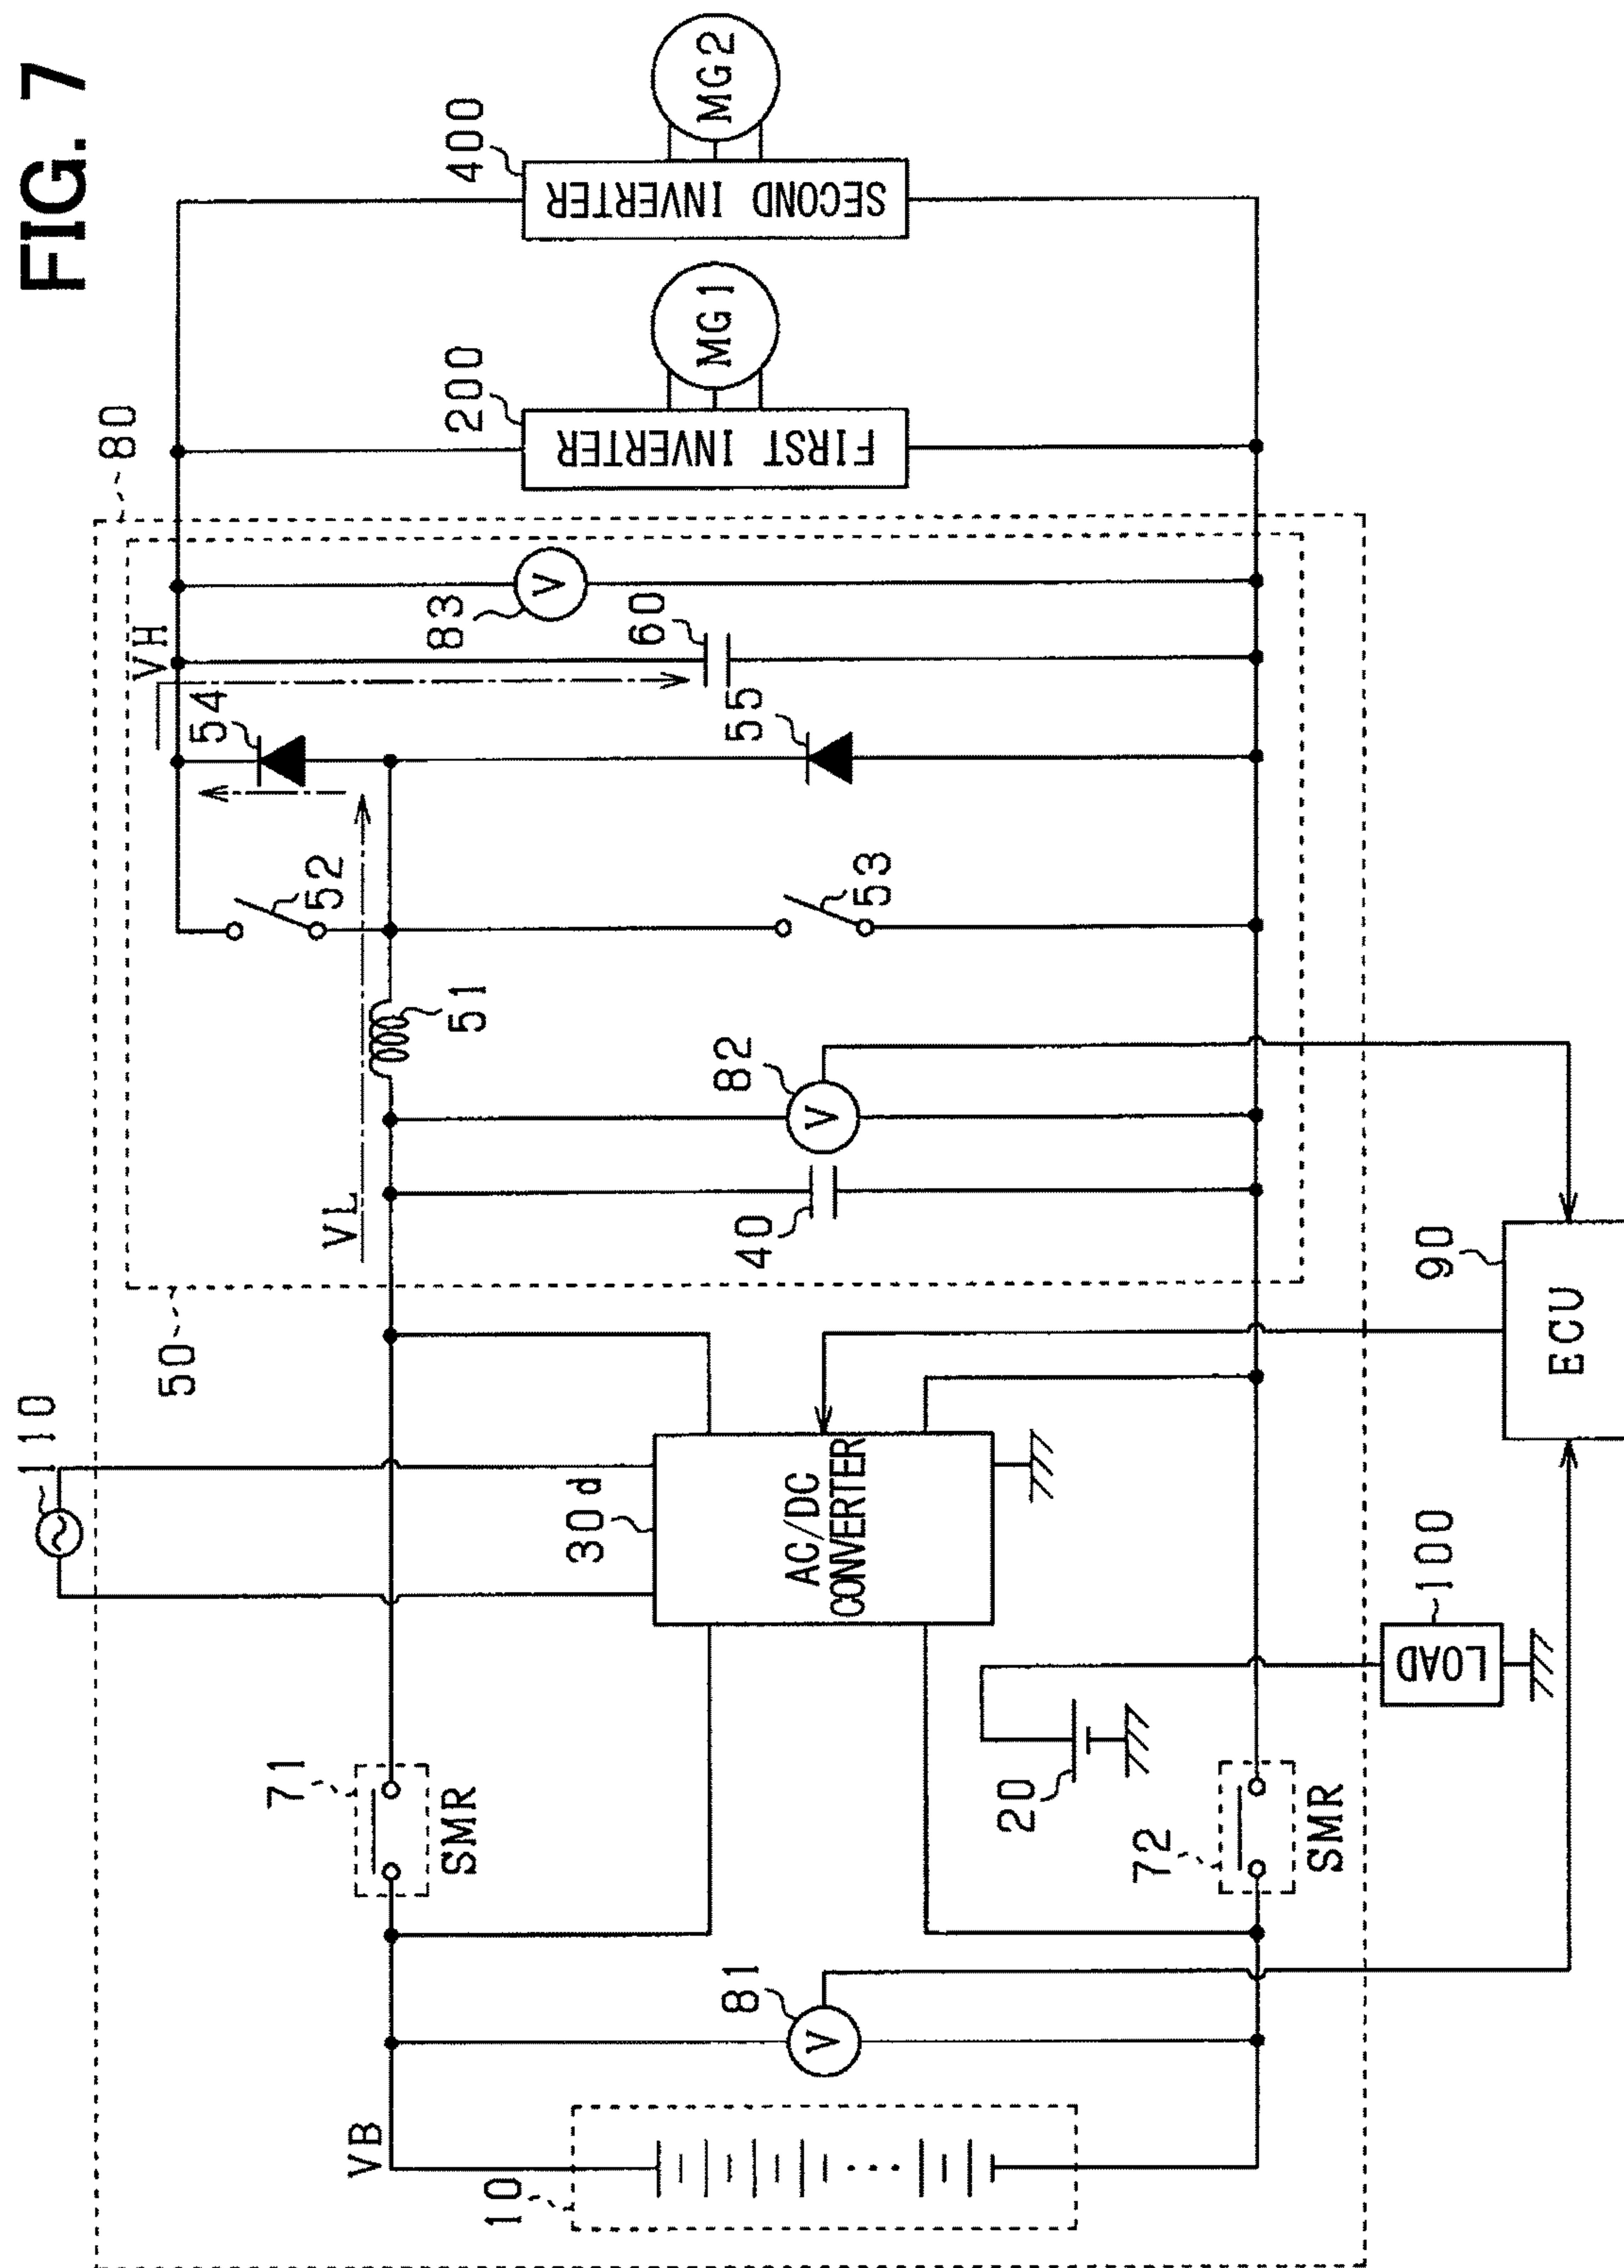 FIG. 7
80
50
110
VH
54
52
VL
51
83
60
55
53
82
40
200
FIRST INVERTER
MG1
400
SECOND INVERTER
MG2
30d
AC/DC
CONVERTER
71
SMR
72
SMR
20
100
LOAD
90
ECU
81
VB
10
V
V
V